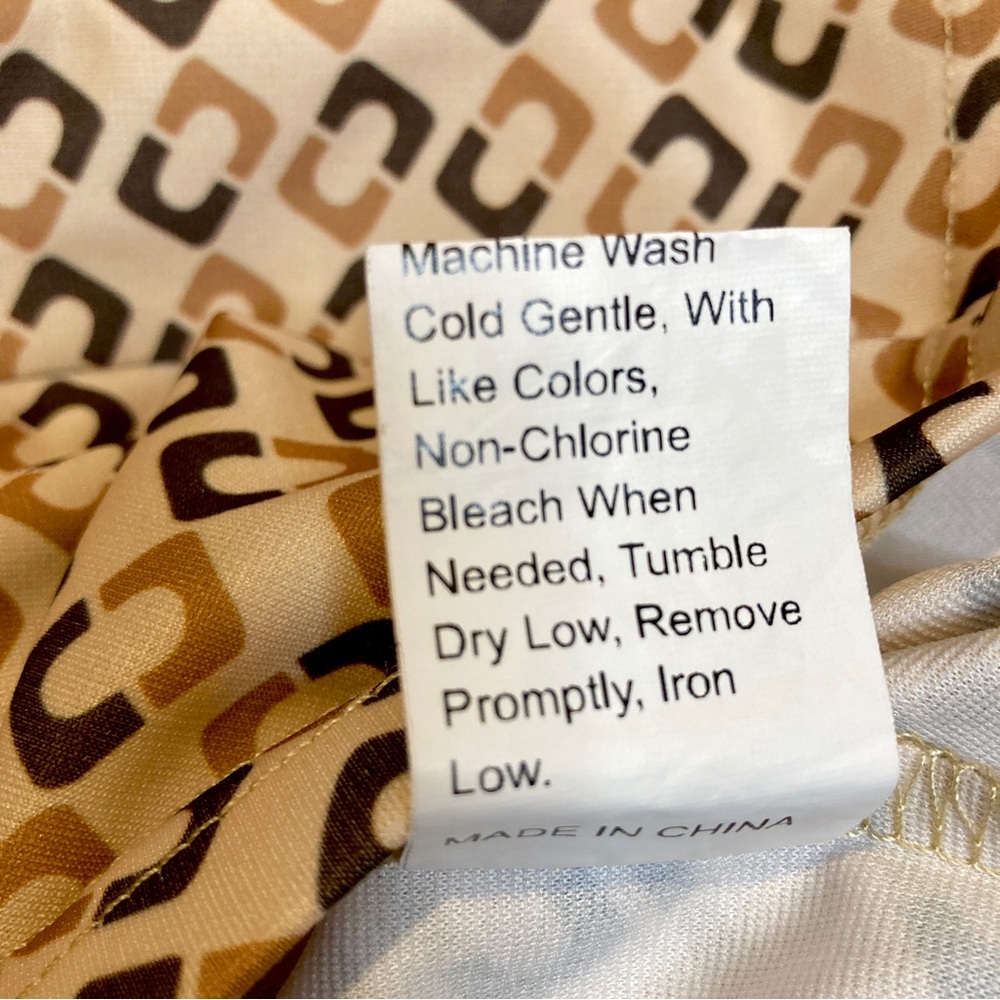 Machine Wash
Cold Gentle, With
Like Colors,
Non-Chlorine
Bleach When
Needed, Tumble
Dry Low, Remove
Promptly, Iron
Low.
MADE IN CHINA